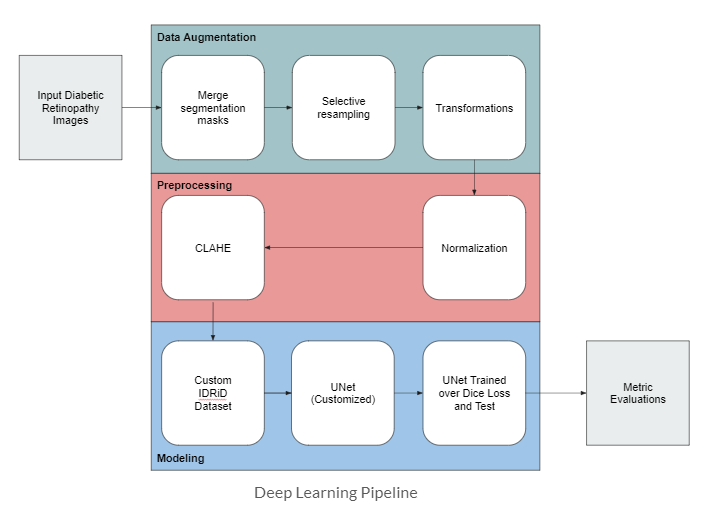 Data Augmentation
Input Diabetic
Retinopathy
Images
Merge
segmentation
masks
Selective
resampling
Transformations
Preprocessing
Normalization
CLAHE
Custom
IDRiD
Dataset
UNet
(Customized)
UNet Trained
over Dice Loss
and Test
Metric
Evaluations
Modeling
Deep Learning Pipeline